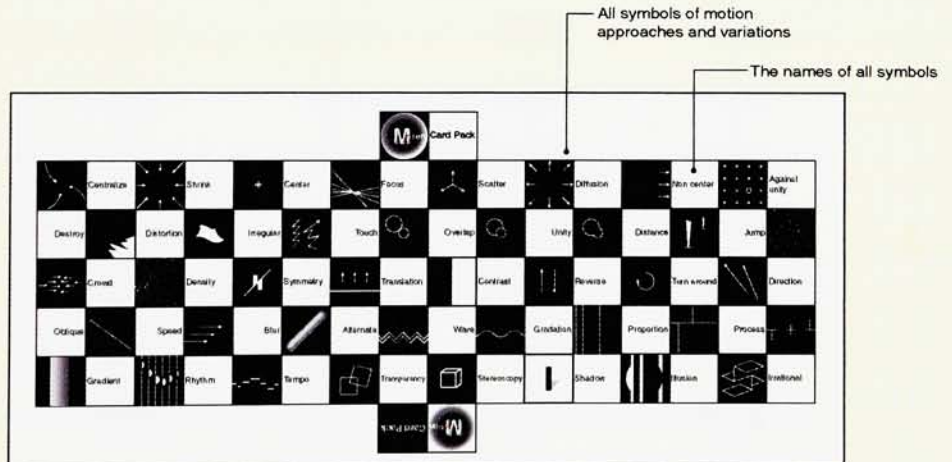 All symbols of motion
approaches and variations
The names of all symbols
M Card Pack
Centralize Shrink Center Focus Scatter Diffusion Non center Against
unity
Destroy Distortion Irregular Touch Overlap Unity Distance Jump
Crowd Density Symmetry Translation Contrast Reverse Turn around Direction
Oblique Speed Blur Alternate Wave Gradation Proportion Process
Gradient Rhythm Tempo Transparency Stereoscopy Shadow Illusion Irrational
Card Pack M